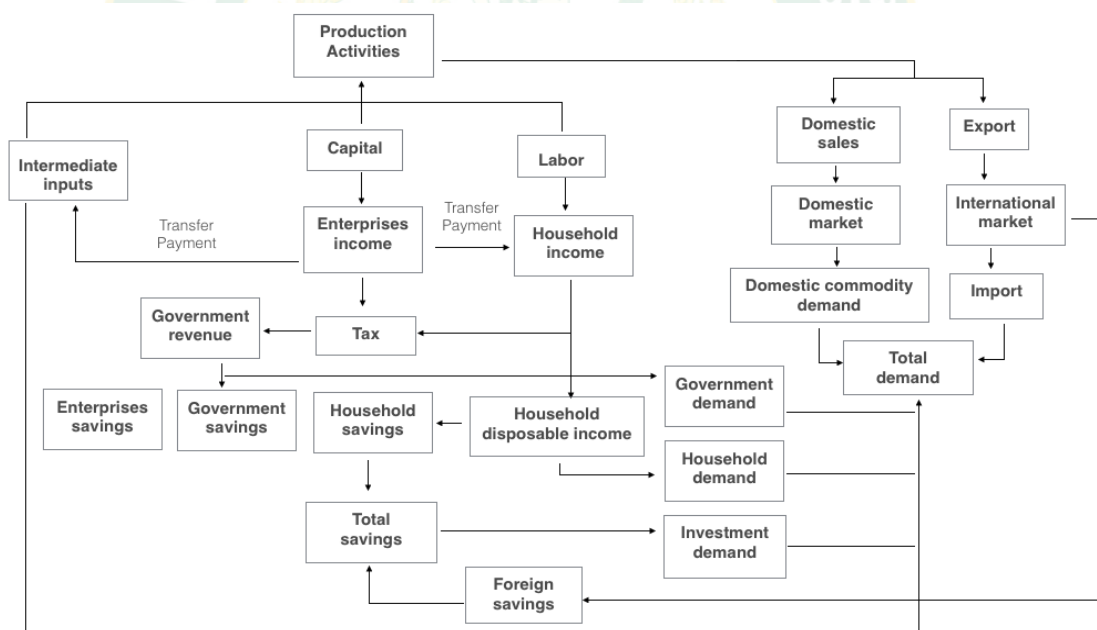 Production
Activities
Domestic
sales
Export
Capital
Labor
Intermediate
inputs
Domestic
market
International
market
Transfer
Payment
Enterprises
income
Transfer
Payment
Household
income
Domestic commodity
demand
Import
Government
revenue
Tax
Total
demand
Enterprises
savings
Government
savings
Household
savings
Household
disposable income
Government
demand
Household
demand
Total
savings
Investment
demand
Foreign
savings